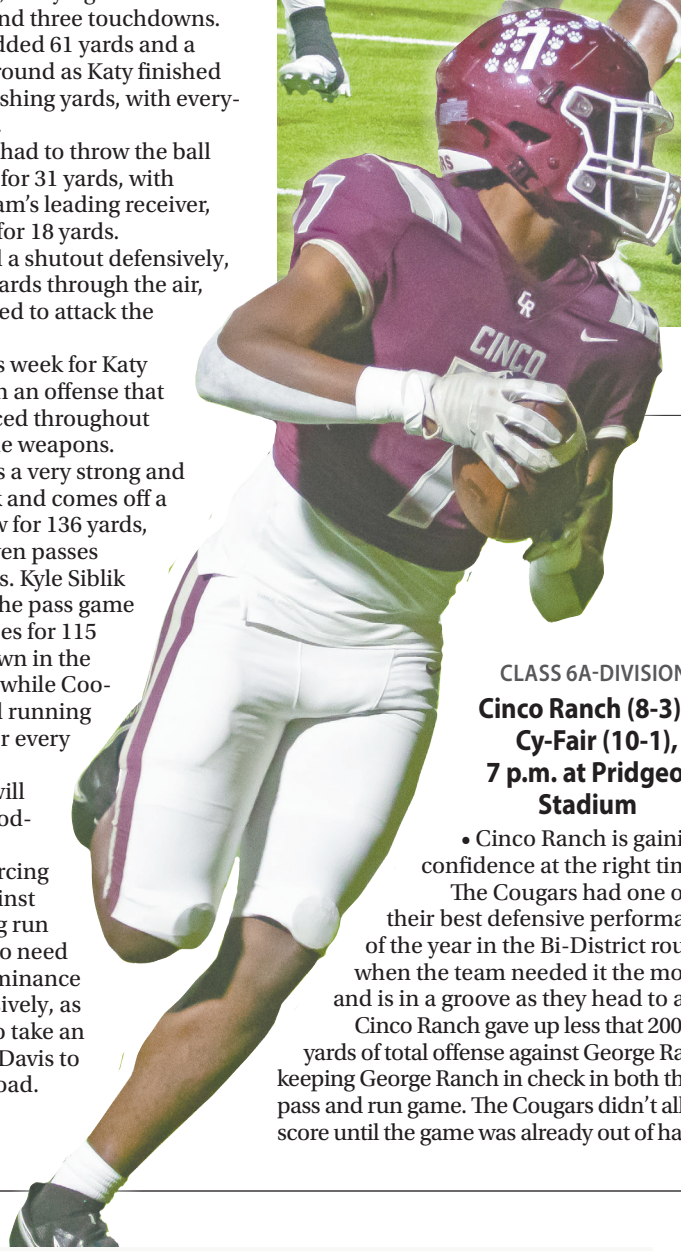 nd three touchdowns.
dded 61 yards and a
round as Katy finished
shing yards, with every-
had to throw the ball
for 31 yards, with
am's leading receiver,
for 18 yards.
l a shutout defensively,
ards through the air,
ed to attack the
s week for Katy
n an offense that
ced throughout
le weapons.
s a very strong and
k and comes off a
w for 136 yards,
ven passes
s. Kyle Siblik
he pass game
es for 115
wn in the
while Coo-
l running
r every
vill
od-
rcing
inst
g run
o need
minance
ively, as
o take an
Davis to
oad.
7
7
RS
CR
CINCO
7
CLASS 6A-DIVISION
Cinco Ranch (8-3)
Cy-Fair (10-1),
7 p.m. at Pridgeo
Stadium
• Cinco Ranch is gaini
confidence at the right tim
The Cougars had one o
their best defensive performa
of the year in the Bi-District rou
when the team needed it the mo
and is in a groove as they head to a
Cinco Ranch gave up less that 200
yards of total offense against George Ra
keeping George Ranch in check in both th
pass and run game. The Cougars didn't all
score until the game was already out of ha